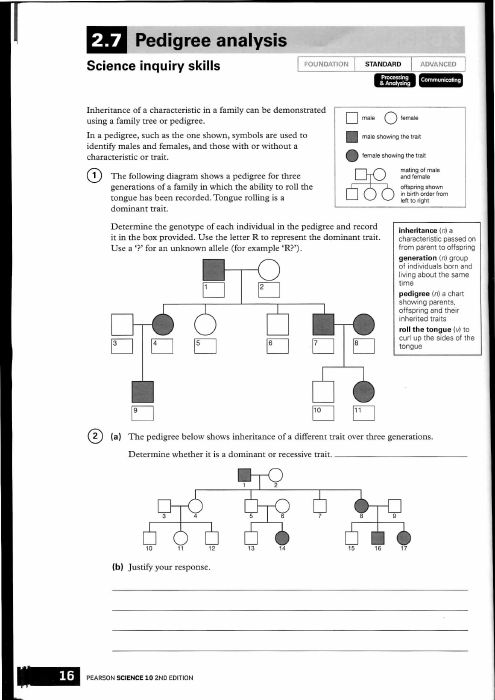 2.7 Pedigree analysis
Science inquiry skills
FOUNDATION STANDARD ADVANCED
Processing & Analysing
Communicating
Inheritance of a characteristic in a family can be demonstrated
using a family tree or pedigree.
In a pedigree, such as the one shown, symbols are used to
identify males and females, and those with or without a
characteristic or trait.
male female
male showing the trait
female showing the trait
mating of male
and female
offspring shown
in birth order from
left to right
1 The following diagram shows a pedigree for three
generations of a family in which the ability to roll the
tongue has been recorded. Tongue rolling is a
dominant trait.
Determine the genotype of each individual in the pedigree and record
it in the box provided. Use the letter R to represent the dominant trait.
Use a '?' for an unknown allele (for example 'R?').
inheritance (n) a
characteristic passed on
from parent to offspring
generation (n) group
of individuals born and
living about the same
time
pedigree (n) a chart
showing parents,
offspring and their
inherited traits
roll the tongue (v) to
curl up the sides of the
tongue
1 2
3 4 5 6 7 8
9 10 11
2 (a) The pedigree below shows inheritance of a different trait over three generations.
Determine whether it is a dominant or recessive trait.
1 2
3 4 5 6 7 8 9
10 11 12 13 14 15 16 17
(b) Justify your response.
16 PEARSON SCIENCE 10 2ND EDITION